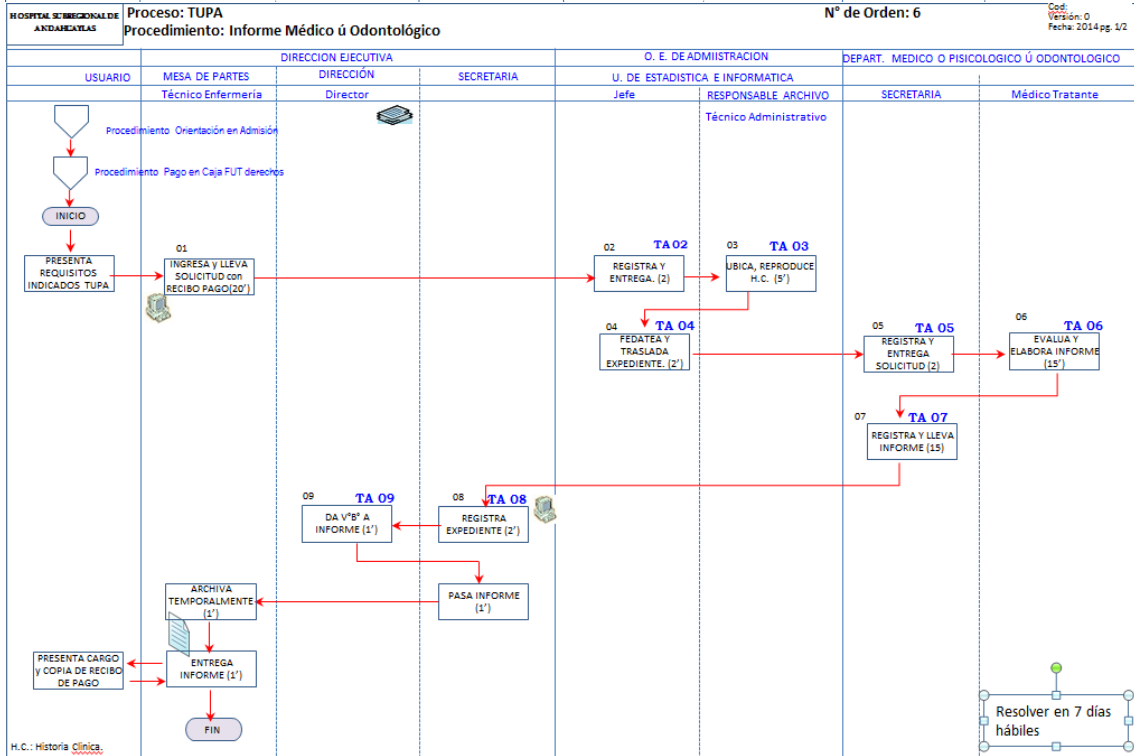 HOSPITAL SUBREGIONAL DE
ANDAHUAYLAS
Proceso: TUPA
Procedimiento: Informe Médico ú Odontológico
N° de Orden: 6
Cod:
Versión: 0
Fecha: 2014 pg. 1/2
DIRECCION EJECUTIVA
O. E. DE ADMIISTRACION
DEPART. MEDICO O PISICOLOGICO Ú ODONTOLOGICO
USUARIO
MESA DE PARTES
DIRECCIÓN
SECRETARIA
U. DE ESTADISTICA E INFORMATICA
SECRETARIA
Médico Tratante
Técnico Enfermería
Director
Jefe
RESPONSABLE ARCHIVO
Técnico Administrativo
Procedimiento Orientación en Admisión
Procedimiento Pago en Caja FUT derechos
INICIO
PRESENTA
REQUISITOS
INDICADOS TUPA
01
INGRESA y LLEVA
SOLICITUD con
RECIBO PAGO(20')
02
TA 02
REGISTRA Y
ENTREGA. (2)
03
TA 03
UBICA, REPRODUCE
H.C. (5')
04
TA 04
FEDATEA Y
TRASLADA
EXPEDIENTE. (2')
05
TA 05
REGISTRA Y
ENTREGA
SOLICITUD (2)
06
TA 06
EVALUA Y
ELABORA INFORME
(15')
07
TA 07
REGISTRA Y LLEVA
INFORME (15)
08
TA 08
REGISTRA
EXPEDIENTE (2')
09
TA 09
DA V°B° A
INFORME (1')
PASA INFORME
(1')
ARCHIVA
TEMPORALMENTE
(1')
ENTREGA
INFORME (1')
PRESENTA CARGO
y COPIA DE RECIBO
DE PAGO
FIN
Resolver en 7 días
hábiles
H.C.: Historia Clinica.